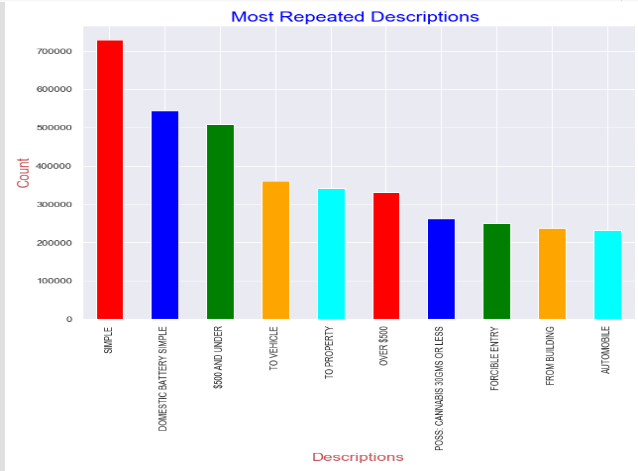 Most Repeated Descriptions
Count
700000
600000
500000
400000
300000
200000
100000
0
SIMPLE
DOMESTIC BATTERY SIMPLE
$500 AND UNDER
TO VEHICLE
TO PROPERTY
OVER $500
POSS: CANNABIS 30GMS OR LESS
FORCIBLE ENTRY
FROM BUILDING
AUTOMOBILE
Descriptions